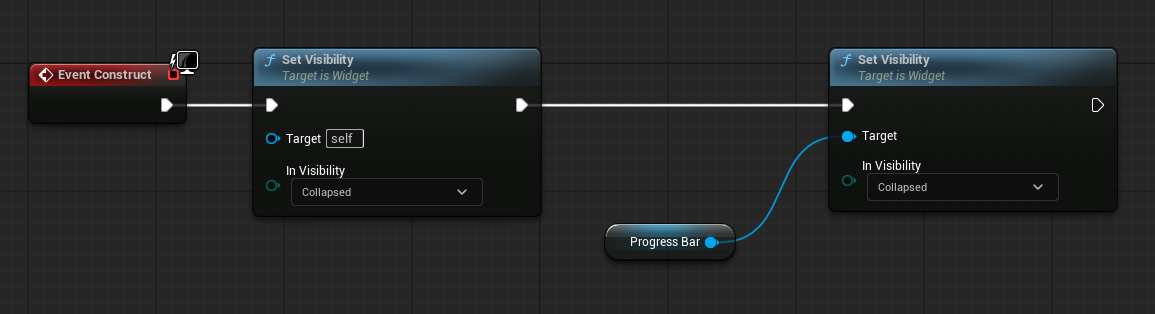 Event Construct
Set Visibility
Target is Widget
Target self
In Visibility
Collapsed
Progress Bar
Set Visibility
Target is Widget
Target
In Visibility
Collapsed